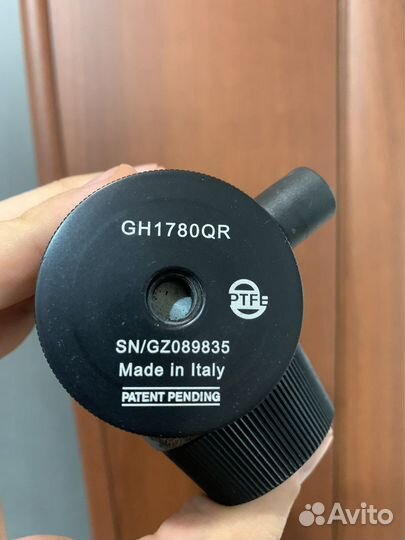 GH1780QR
PTFE
SN/GZ089835
Made in Italy
PATENT PENDING
Avito